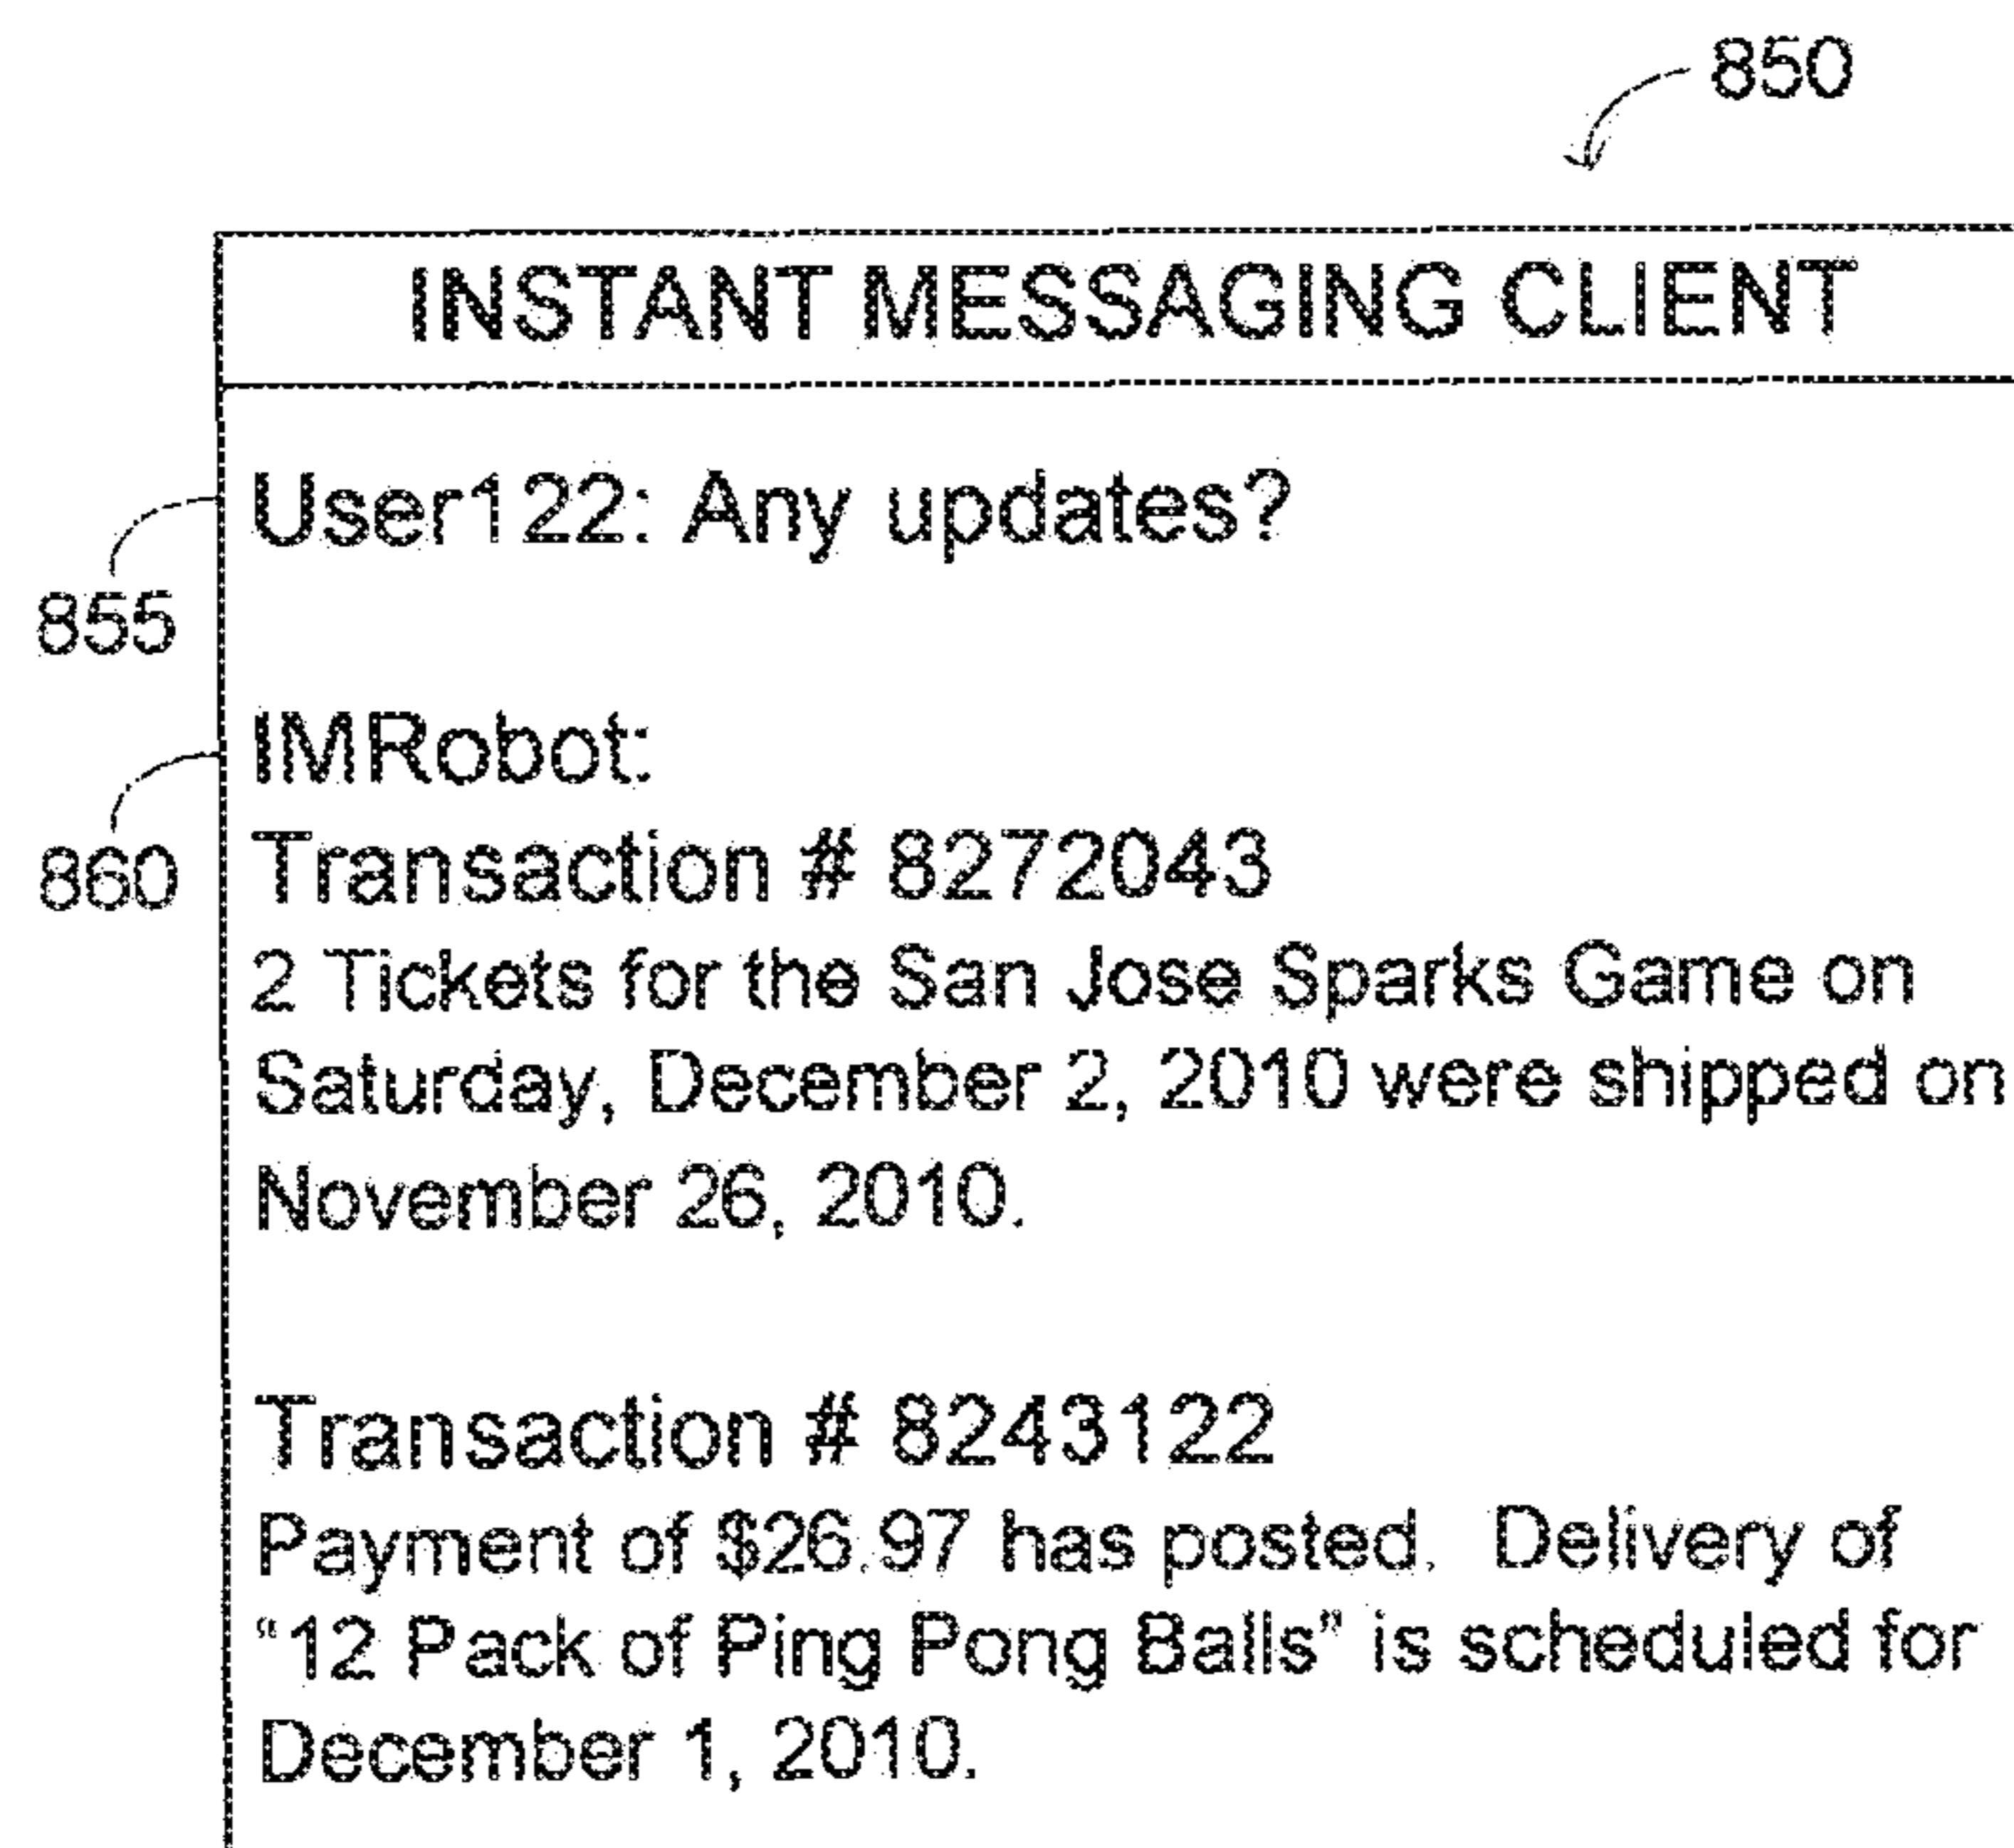 850
INSTANT MESSAGING CLIENT
User122: Any updates?
855
IMRobot:
860
Transaction # 8272043
2 Tickets for the San Jose Sparks Game on
Saturday, December 2, 2010 were shipped on
November 26, 2010.
Transaction # 8243122
Payment of $26.97 has posted. Delivery of
“12 Pack of Ping Pong Balls” is scheduled for
December 1, 2010.